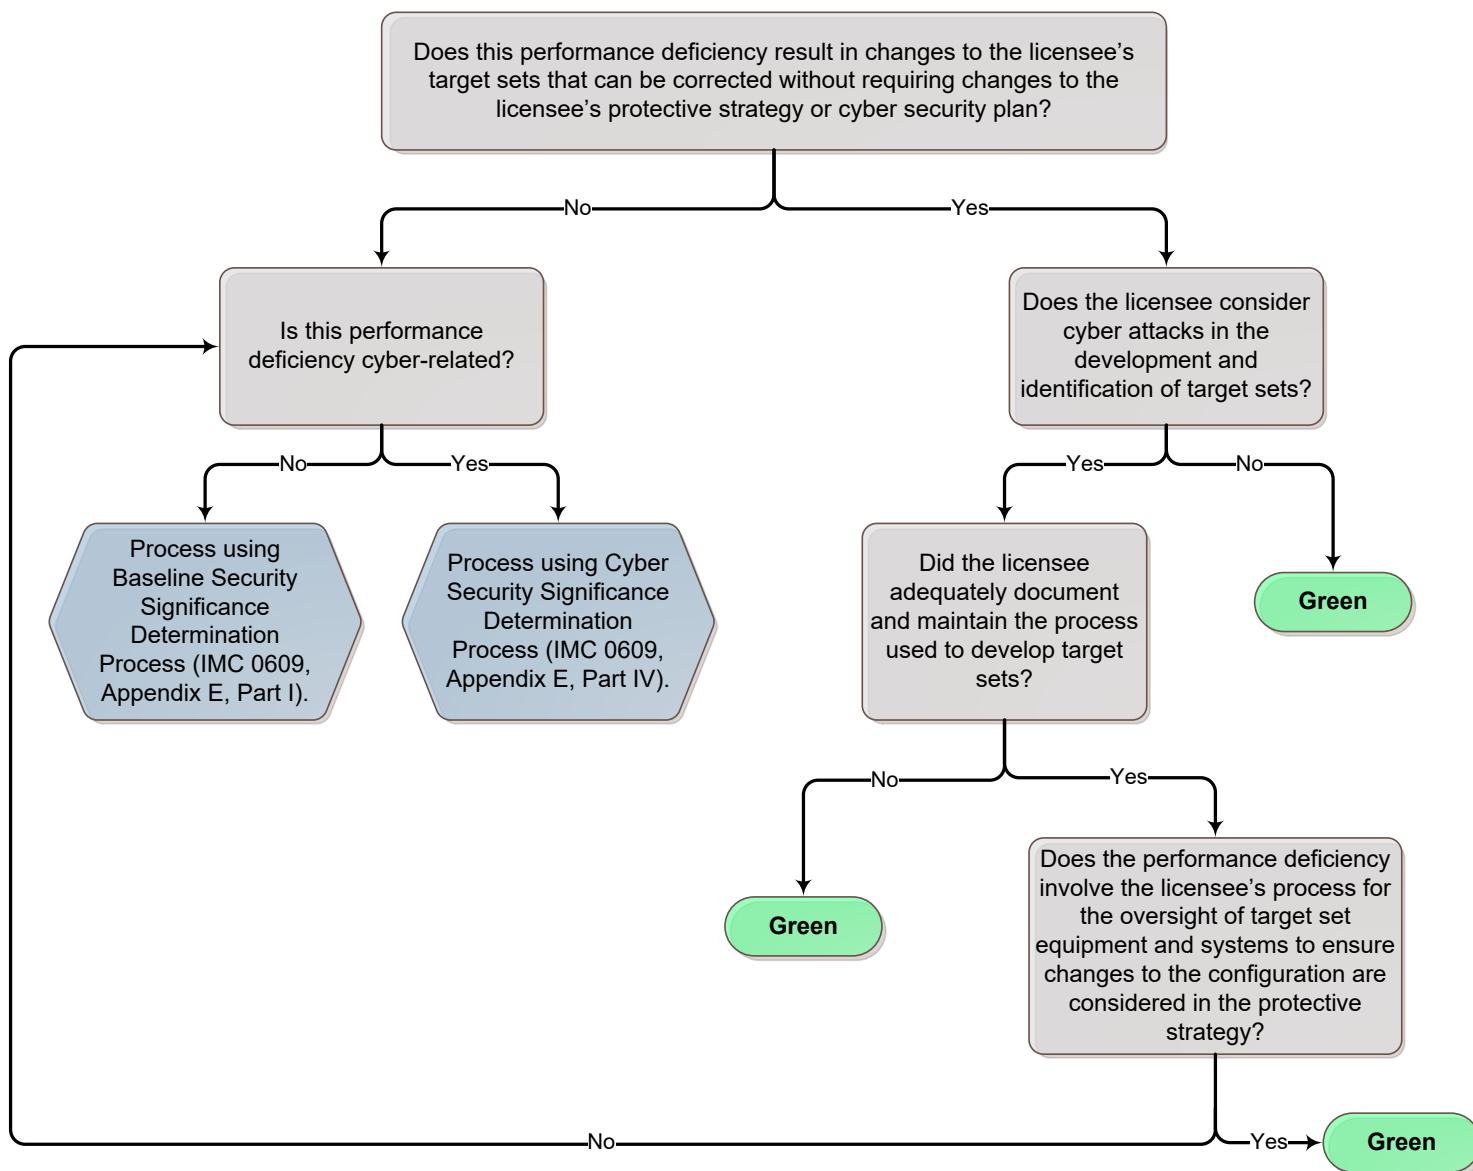 Does this performance deficiency result in changes to the licensee’s
target sets that can be corrected without requiring changes to the
licensee’s protective strategy or cyber security plan?
No
Yes
Is this performance
deficiency cyber-related?
Does the licensee consider
cyber attacks in the
development and
identification of target sets?
No
Yes
Yes
No
Process using
Baseline Security
Significance
Determination
Process (IMC 0609,
Appendix E, Part I).
Process using Cyber
Security Significance
Determination
Process (IMC 0609,
Appendix E, Part IV).
Did the licensee
adequately document
and maintain the process
used to develop target
sets?
Green
No
Yes
Green
Does the performance deficiency
involve the licensee’s process for
the oversight of target set
equipment and systems to ensure
changes to the configuration are
considered in the protective
strategy?
No
Yes
Green